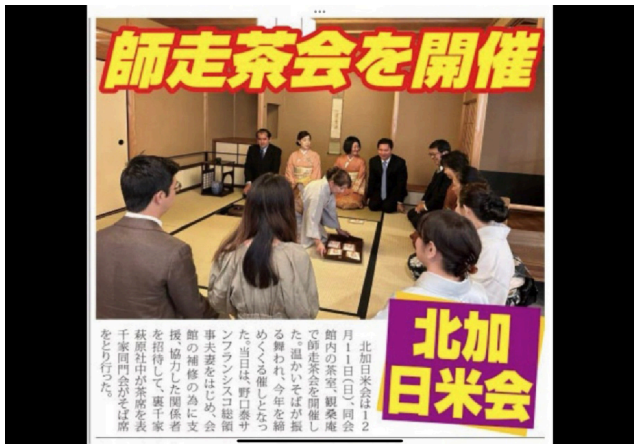 師走茶会を開催
北加
日米会
北加日米会は12
月11日(日)、同会
館内の茶室、観桑庵
で師走茶会を開催し
た。温かいそばが振
る舞われ、今年を締
めくくる催しとなっ
た。当日は、野口泰サ
ンフランシスコ総領
事夫妻をはじめ、会
館の補修の為に支
援、協力した関係者
を招待して、裏千家
萩原社中が茶席を表
千家同門会がそば席
をとり行った。